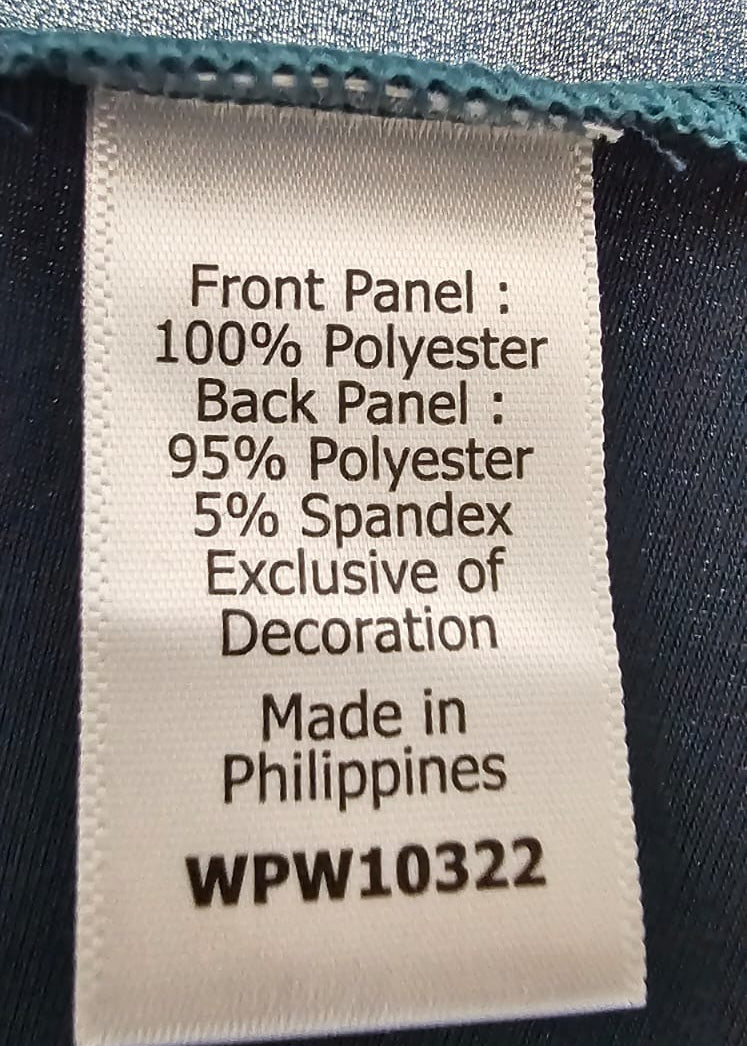 Front Panel :
100% Polyester
Back Panel :
95% Polyester
5% Spandex
Exclusive of
Decoration
Made in
Philippines
WPW10322